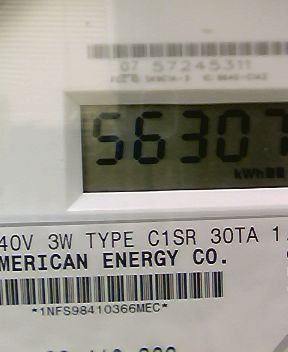 07 57245311
56307
kWh
40V 3W TYPE C1SR 30TA 1
MERICAN ENERGY CO.
*1NFS98410366MEC*